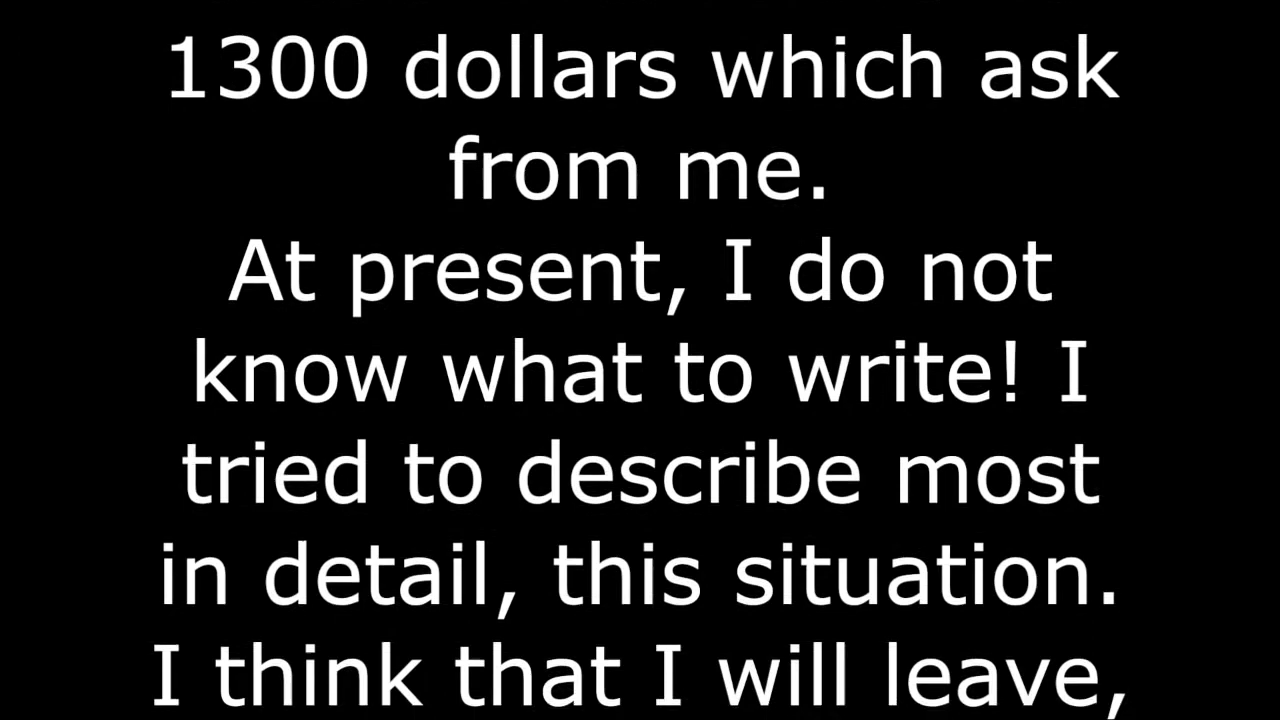 1300 dollars which ask
from me.
At present, I do not
know what to write! I
tried to describe most
in detail, this situation.
I think that I will leave,